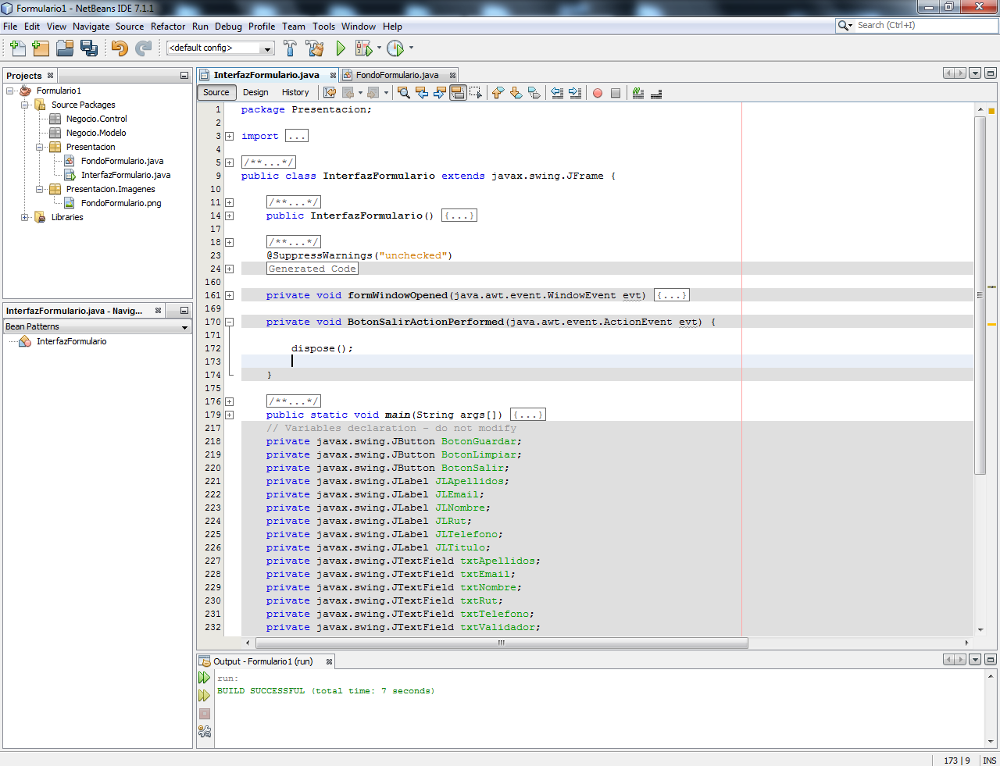 Formulario1 - NetBeans IDE 7.1.1
File Edit View Navigate Source Refactor Run Debug Profile Team Tools Window Help
Search (Ctrl+I)
<default config>
Projects
Formulario1
Source Packages
Negocio.Control
Negocio.Modelo
Presentacion
FondoFormulario.java
InterfazFormulario.java
Presentacion.Imagenes
FondoFormulario.png
Libraries
InterfazFormulario.java - Navig...
Bean Patterns
InterfazFormulario
InterfazFormulario.java FondoFormulario.java
Source Design History
1 package Presentacion;
2
3 import ...
4
5 /**...*/
9 public class InterfazFormulario extends javax.swing.JFrame {
10
11 /**...*/
14 public InterfazFormulario() {...}
17
18 /**...*/
23 @SuppressWarnings("unchecked")
24 Generated Code
160
161 private void formWindowOpened(java.awt.event.WindowEvent evt) {...}
169
170 private void BotonSalirActionPerformed(java.awt.event.ActionEvent evt) {
171
172 dispose();
173
174 }
175
176 /**...*/
179 public static void main(String args[]) {...}
217 // Variables declaration - do not modify
218 private javax.swing.JButton BotonGuardar;
219 private javax.swing.JButton BotonLimpiar;
220 private javax.swing.JButton BotonSalir;
221 private javax.swing.JLabel JLApellidos;
222 private javax.swing.JLabel JLEmail;
223 private javax.swing.JLabel JLNombre;
224 private javax.swing.JLabel JLRut;
225 private javax.swing.JLabel JLTelefono;
226 private javax.swing.JLabel JLTitulo;
227 private javax.swing.JTextField txtApellidos;
228 private javax.swing.JTextField txtEmail;
229 private javax.swing.JTextField txtNombre;
230 private javax.swing.JTextField txtRut;
231 private javax.swing.JTextField txtTelefono;
232 private javax.swing.JTextField txtValidador;
Output - Formulario1 (run)
run:
BUILD SUCCESSFUL (total time: 7 seconds)
173 | 9 INS